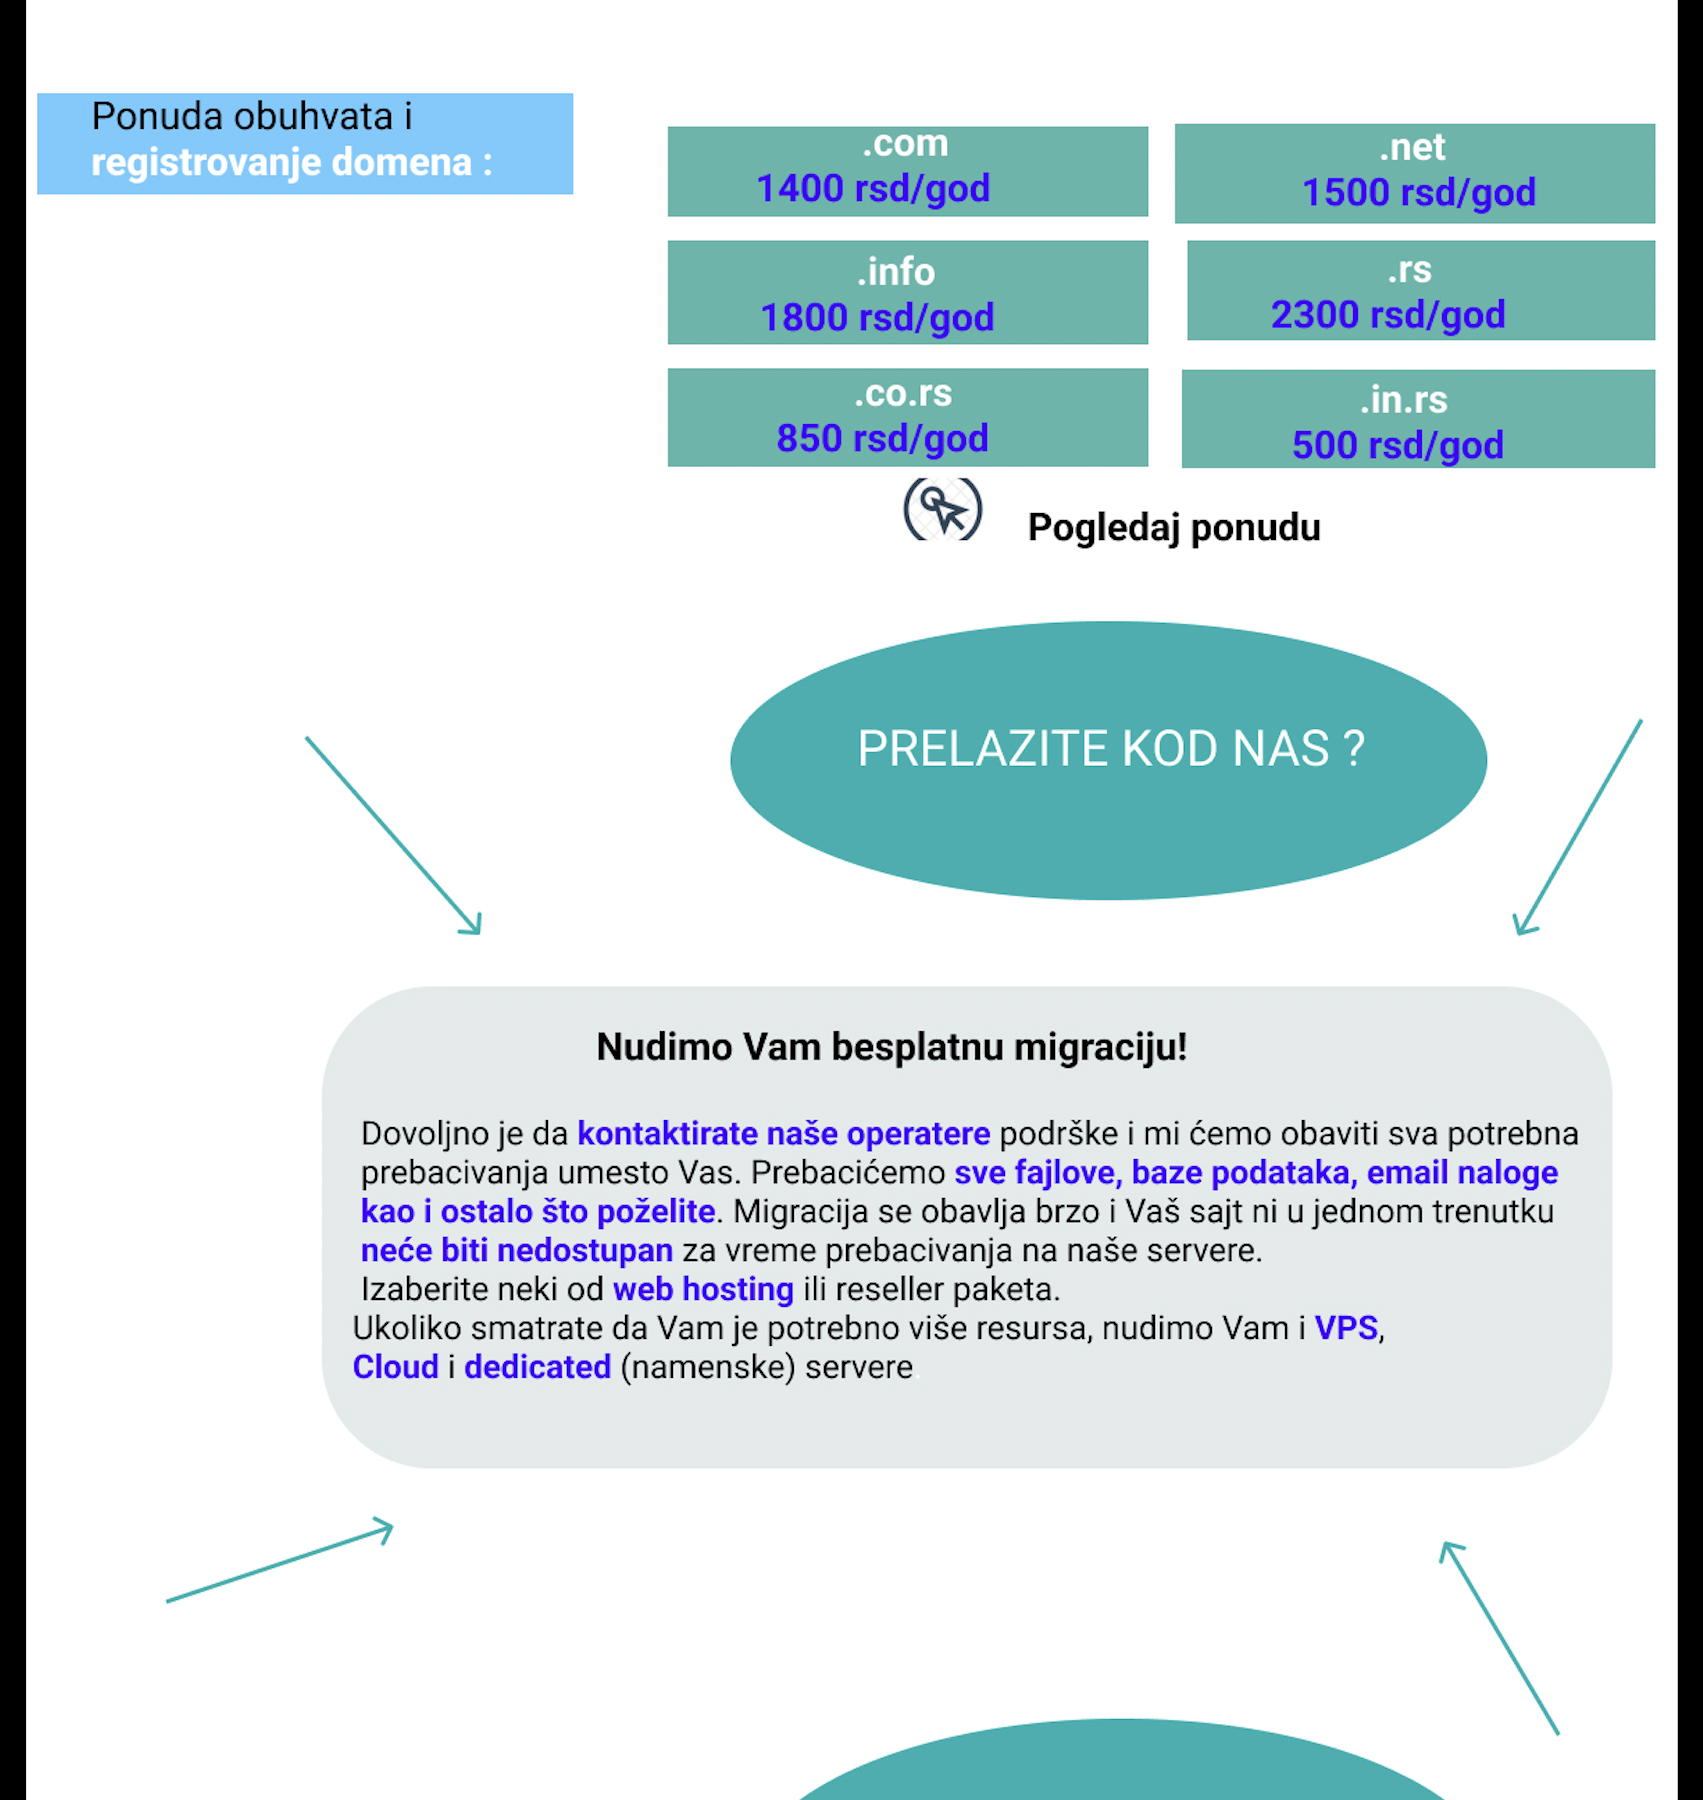 Ponuda obuhvata i
registrovanje domena :
.com
1400 rsd/god
.net
1500 rsd/god
.info
1800 rsd/god
.rs
2300 rsd/god
.co.rs
850 rsd/god
.in.rs
500 rsd/god
Pogledaj ponudu
PRELAZITE KOD NAS ?
Nudimo Vam besplatnu migraciju!
Dovoljno je da kontaktirate naše operatere podrške i mi ćemo obaviti sva potrebna
prebacivanja umesto Vas. Prebacićemo sve fajlove, baze podataka, email naloge
kao i ostalo što poželite. Migracija se obavlja brzo i Vaš sajt ni u jednom trenutku
neće biti nedostupan za vreme prebacivanja na naše servere.
Izaberite neki od web hosting ili reseller paketa.
Ukoliko smatrate da Vam je potrebno više resursa, nudimo Vam i VPS,
Cloud i dedicated (namenske) servere.